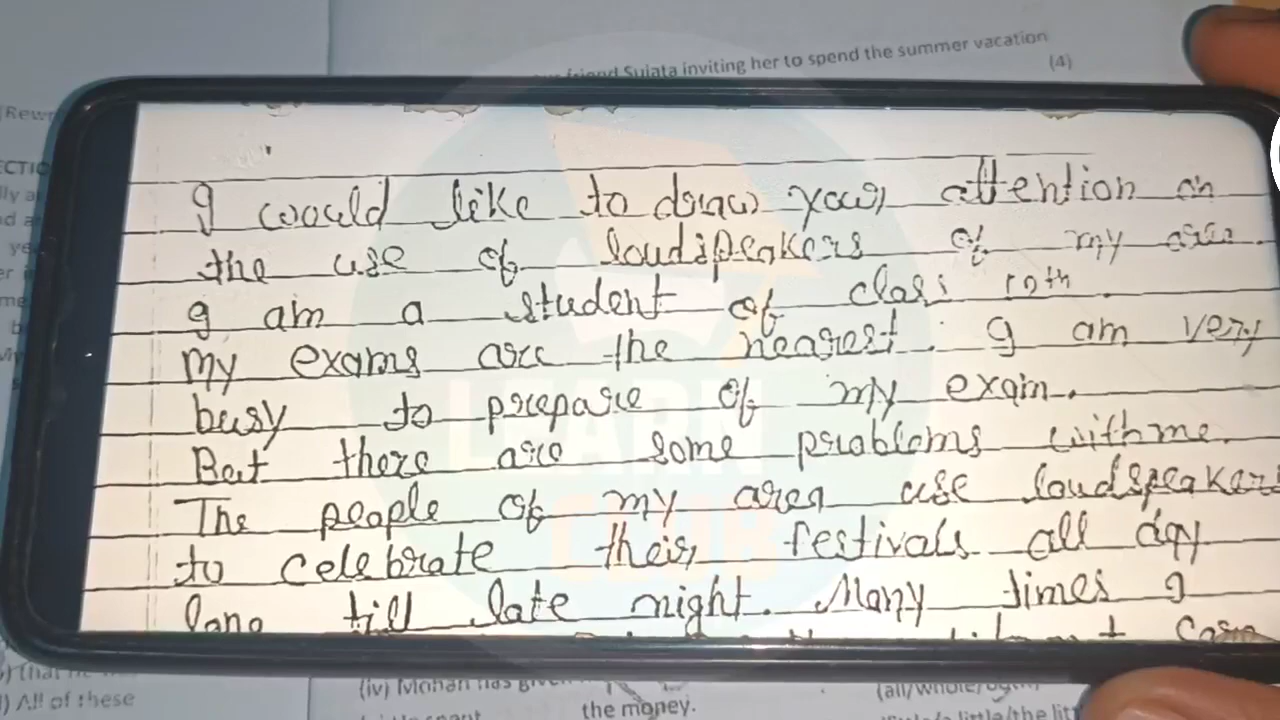 friend Sujata inviting her to spend the summer vacation
(4)
I would like to draw your attention on
the use of loudspeakers of my area.
I am a student of class 10th.
My exams are the nearest. I am very
busy to prepare of my exam.
But there are some problems with me.
The people of my area use loudspeakers
to celebrate their festivals all day
long till late night. Many times I
LEARN
All of these
(iv) Mohan has
the money.
(all/whole/
little/the